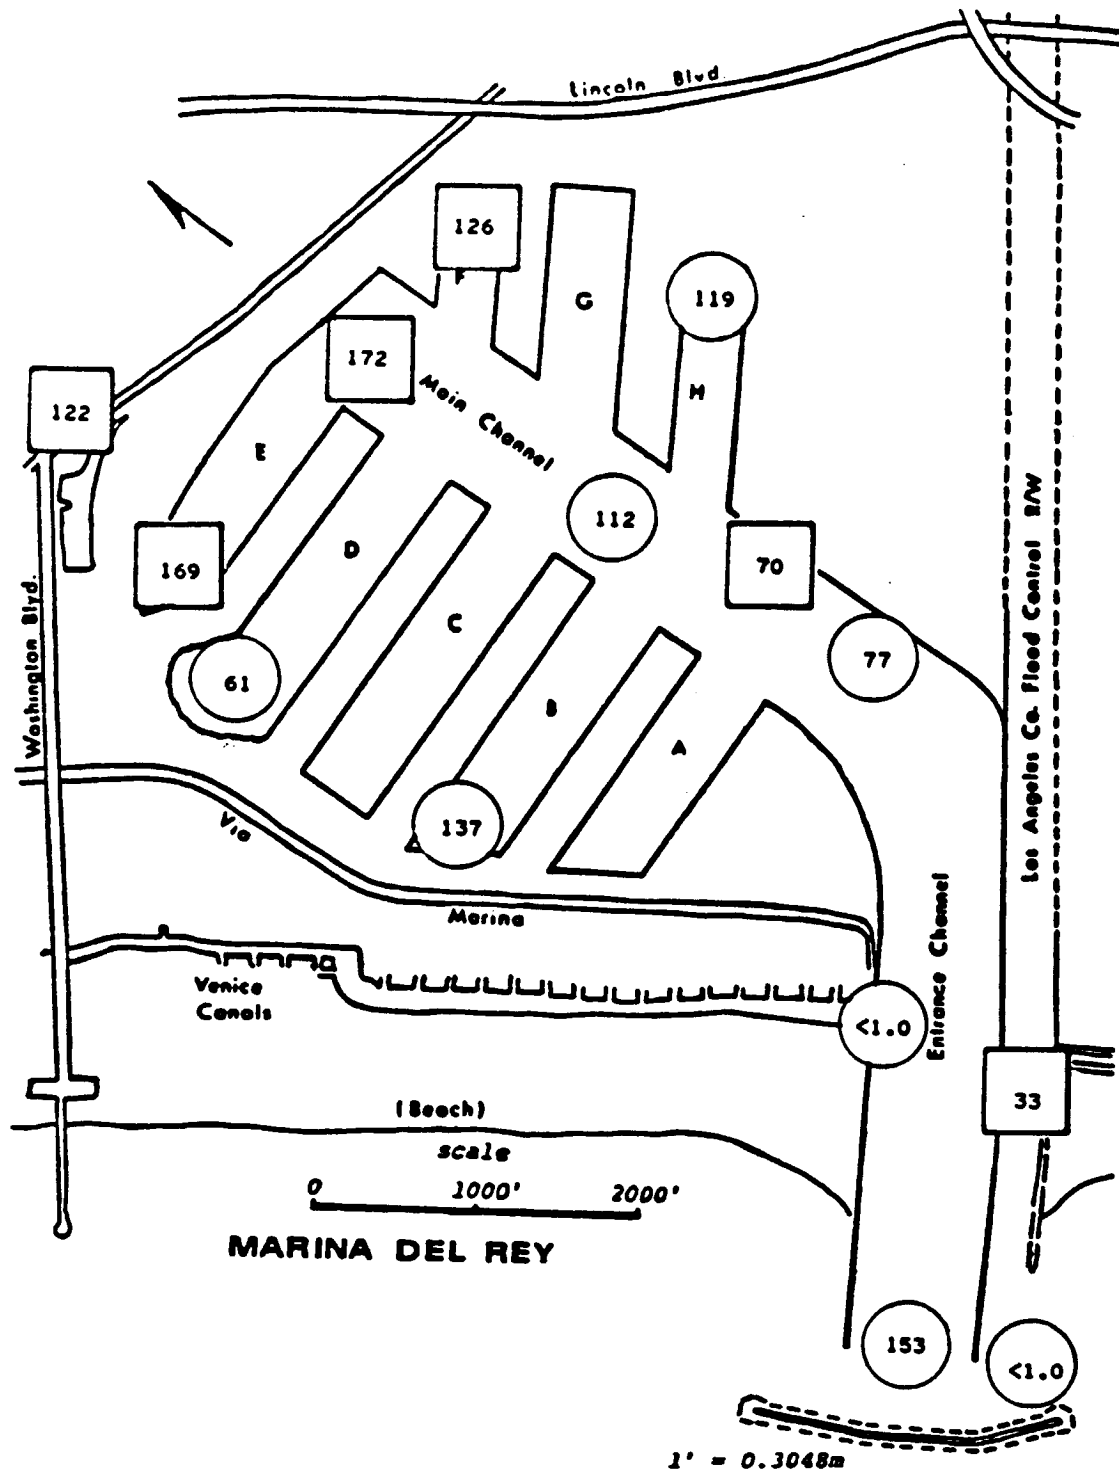 Lincoln Blvd.
126
F
G
119
172
Main Channel
H
122
E
112
Los Angeles Co. Flood Control R/W
D
169
70
Washington Blvd.
C
77
61
B
A
137
Via
Marina
Entrance Channel
Venice
Canals
<1.0
33
(Beach)
scale
0 1000' 2000'
MARINA DEL REY
153
<1.0
1' = 0.3048m